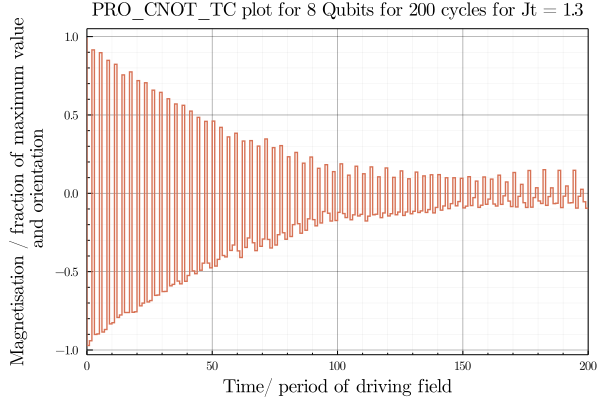 PRO_CNOT_TC plot for 8 Qubits for 200 cycles for Jt = 1.3
Magnetisation / fraction of maximum value
and orientation
1.0
0.5
0.0
−0.5
−1.0
0
50
100
150
200
Time/ period of driving field